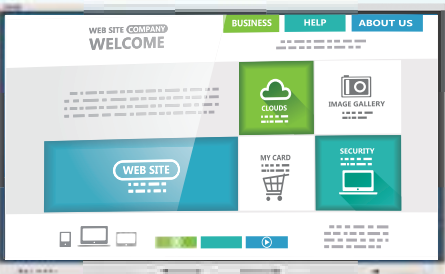 BUSINESS
HELP
ABOUT US
WEB SITE COMPANY
WELCOME
CLOUDS
IMAGE GALLERY
WEB SITE
MY CARD
SECURITY